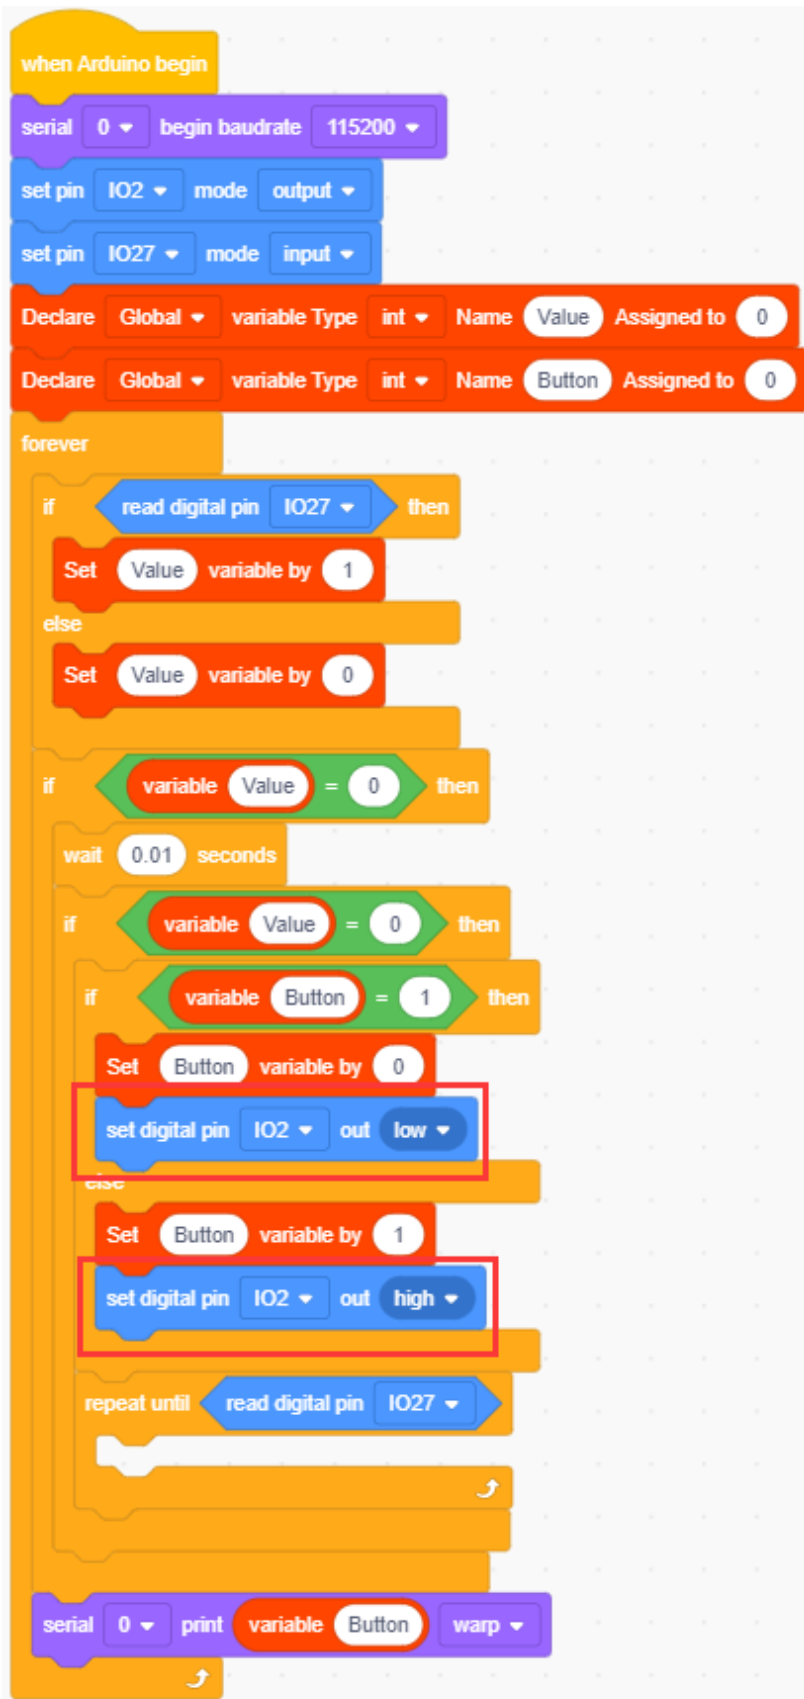 when Arduino begin
serial 0 begin baudrate 115200
set pin IO2 mode output
set pin IO27 mode input
Declare Global variable Type int Name Value Assigned to 0
Declare Global variable Type int Name Button Assigned to 0
forever
if read digital pin IO27 then
Set Value variable by 1
else
Set Value variable by 0
if variable Value = 0 then
wait 0.01 seconds
if variable Value = 0 then
if variable Button = 1 then
Set Button variable by 0
set digital pin IO2 out low
else
Set Button variable by 1
set digital pin IO2 out high
repeat until read digital pin IO27
serial 0 print variable Button warp